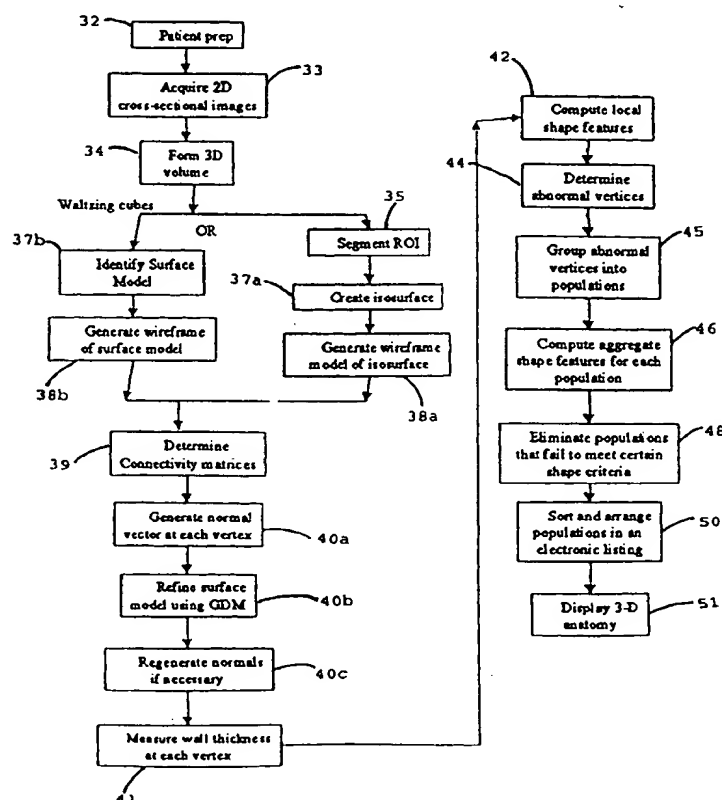 32
Patient prep
33
Acquire 2D
cross-sectional images
34
Form 3D
volume
Waltzing cubes
OR
35
Segment ROI
37b
Identify Surface
Model
37a
Create isosurface
Generate wireframe
of surface model
38b
Generate wireframe
model of isosurface
38a
39
Determine
Connectivity matrices
Generate normal
vector at each vertex
40a
Refine surface
model using GDM
40b
Regenerate normals
if necessary
40c
Measure wall thickness
at each vertex
41
42
Compute local
shape features
44
Determine
abnormal vertices
45
Group abnormal
vertices into
populations
46
Compute aggregate
shape features for each
population
48
Eliminate populations
that fail to meet certain
shape criteria
Sort and arrange
populations in an
electronic listing
50
Display 3-D
anatomy
51